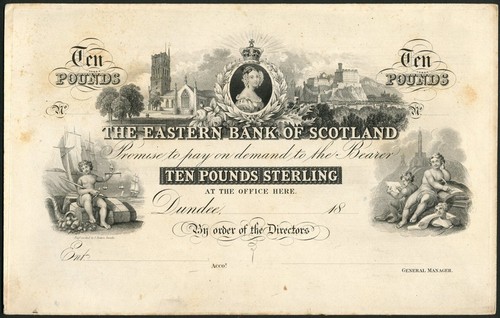 Ten POUNDS
Ten POUNDS
No
No
THE EASTERN BANK OF SCOTLAND
Promise to pay on demand to the Bearer
TEN POUNDS STERLING
AT THE OFFICE HERE.
Dundee, 18
By order of the Directors
Entd.
Accot.
GENERAL MANAGER.